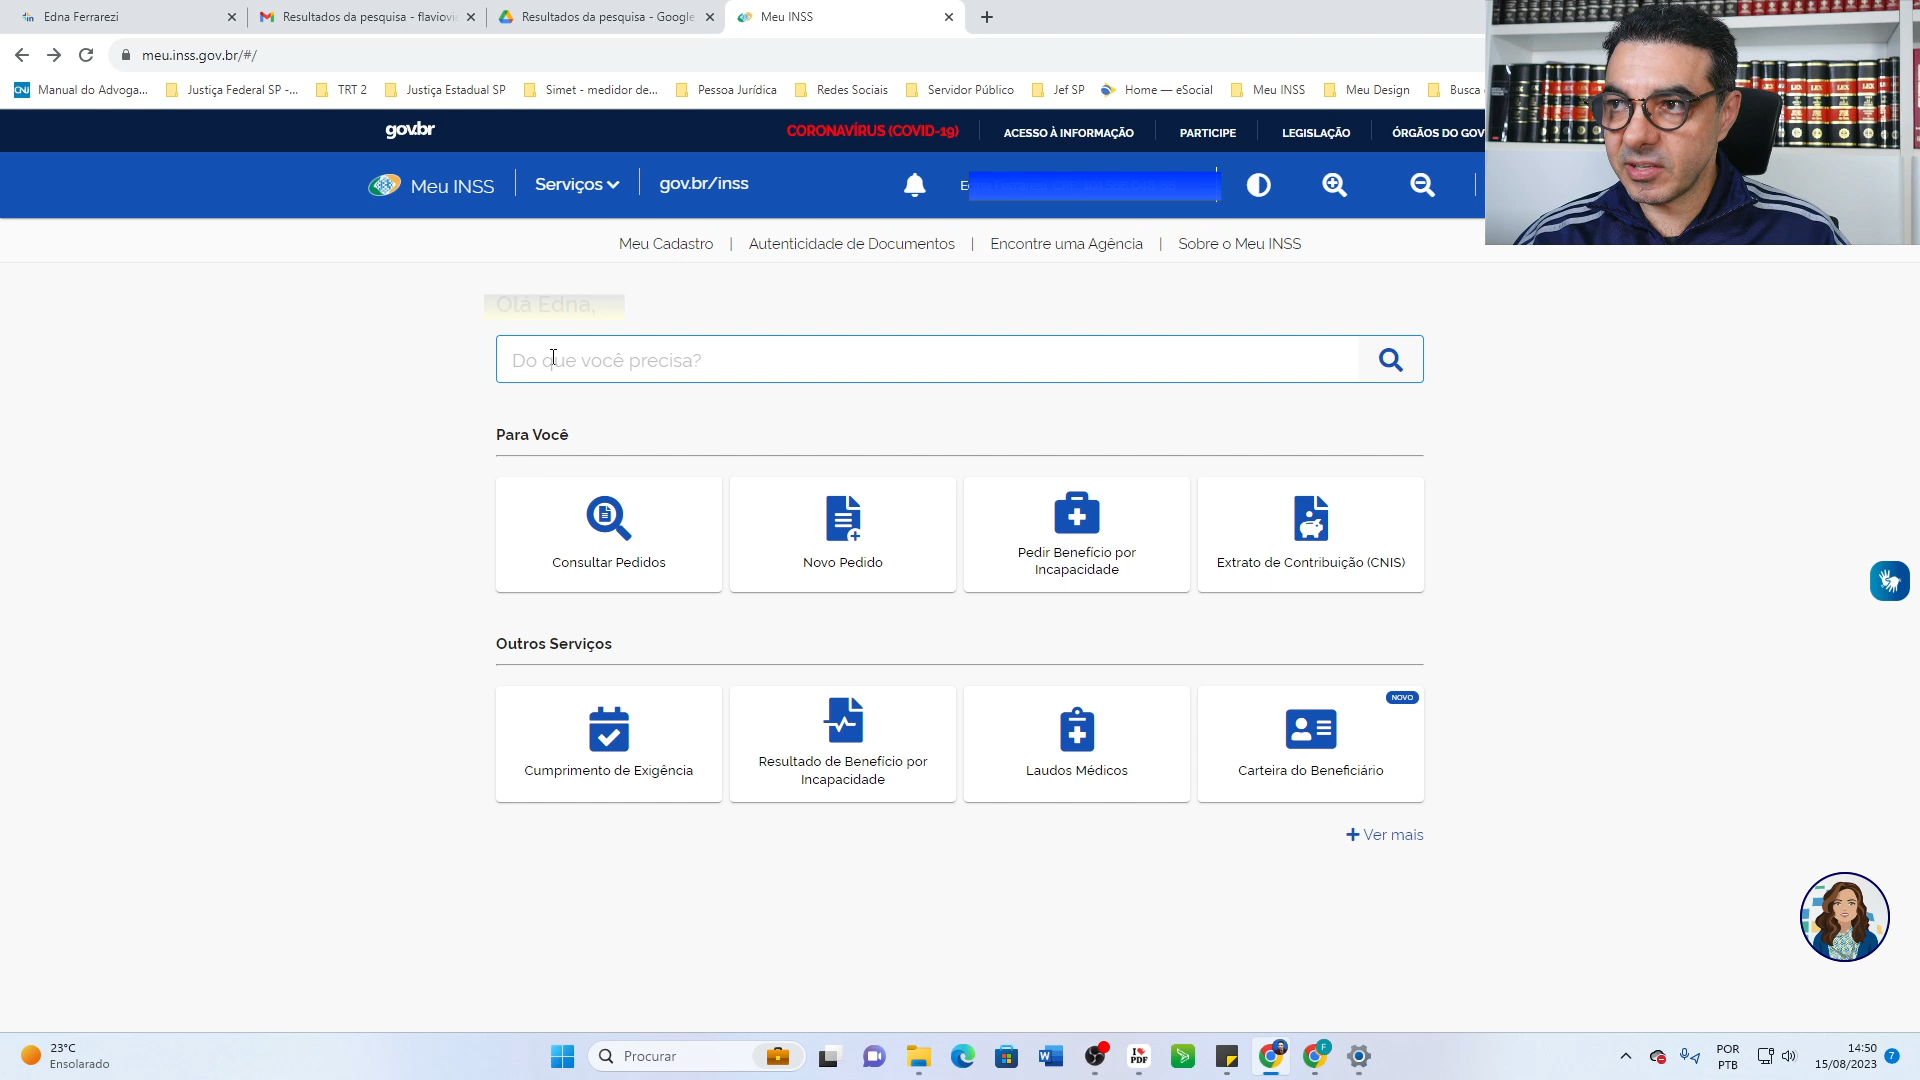 Edna Ferrarezi
Resultados da pesquisa - flaviovi
Resultados da pesquisa - Google
Meu INSS
meu.inss.gov.br/#/
CNJ Manual do Advoga...
Justiça Federal SP -...
TRT 2
Justiça Estadual SP
Simet - medidor de...
Pessoa Jurídica
Redes Sociais
Servidor Público
Jef SP
Home — eSocial
Meu INSS
Meu Design
Busca
gov.br
CORONAVÍRUS (COVID-19)
ACESSO À INFORMAÇÃO
PARTICIPE
LEGISLAÇÃO
ÓRGÃOS DO GOV
Meu INSS
Serviços
gov.br/inss
Meu Cadastro | Autenticidade de Documentos | Encontre uma Agência | Sobre o Meu INSS
Olá Edna,
Do que você precisa?
Para Você
Consultar Pedidos
Novo Pedido
Pedir Benefício por
Incapacidade
Extrato de Contribuição (CNIS)
Outros Serviços
Cumprimento de Exigência
Resultado de Benefício por
Incapacidade
Laudos Médicos
NOVO
Carteira do Beneficiário
+ Ver mais
23°C
Ensolarado
Procurar
I PDF
F
POR
PTB
14:50
15/08/2023
7